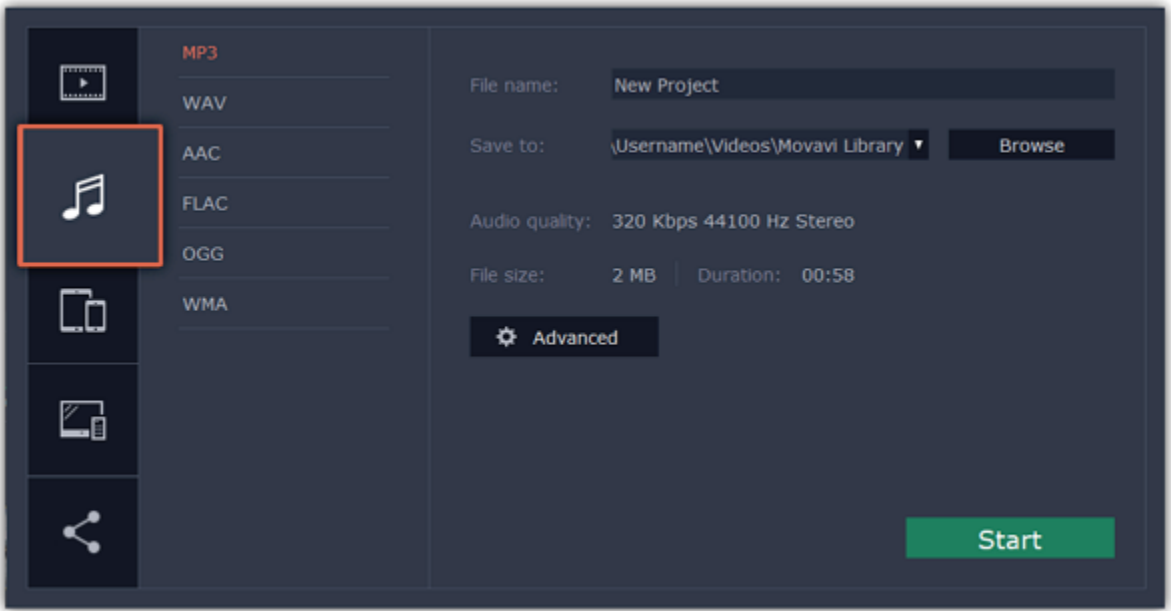 MP3
WAV
AAC
FLAC
OGG
WMA
File name: New Project
Save to: \Username\Videos\Movavi Library Browse
Audio quality: 320 Kbps 44100 Hz Stereo
File size: 2 MB Duration: 00:58
Advanced
Start